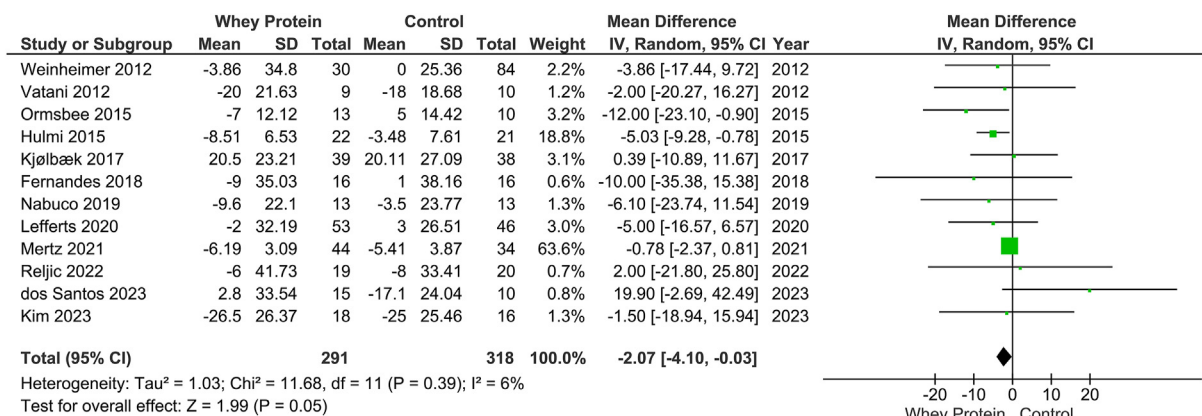 Whey Protein Control Mean Difference Mean Difference
Study or Subgroup Mean SD Total Mean SD Total Weight IV, Random, 95% CI Year IV, Random, 95% CI
Weinheimer 2012 -3.86 34.8 30 0 25.36 84 2.2% -3.86 [-17.44, 9.72] 2012
Vatani 2012 -20 21.63 9 -18 18.68 10 1.2% -2.00 [-20.27, 16.27] 2012
Ormsbee 2015 -7 12.12 13 5 14.42 10 3.2% -12.00 [-23.10, -0.90] 2015
Hulmi 2015 -8.51 6.53 22 -3.48 7.61 21 18.8% -5.03 [-9.28, -0.78] 2015
Kjølbæk 2017 20.5 23.21 39 20.11 27.09 38 3.1% 0.39 [-10.89, 11.67] 2017
Fernandes 2018 -9 35.03 16 1 38.16 16 0.6% -10.00 [-35.38, 15.38] 2018
Nabuco 2019 -9.6 22.1 13 -3.5 23.77 13 1.3% -6.10 [-23.74, 11.54] 2019
Lefferts 2020 -2 32.19 53 3 26.51 46 3.0% -5.00 [-16.57, 6.57] 2020
Mertz 2021 -6.19 3.09 44 -5.41 3.87 34 63.6% -0.78 [-2.37, 0.81] 2021
Reljic 2022 -6 41.73 19 -8 33.41 20 0.7% 2.00 [-21.80, 25.80] 2022
dos Santos 2023 2.8 33.54 15 -17.1 24.04 10 0.8% 19.90 [-2.69, 42.49] 2023
Kim 2023 -26.5 26.37 18 -25 25.46 16 1.3% -1.50 [-18.94, 15.94] 2023
Total (95% CI) 291 318 100.0% -2.07 [-4.10, -0.03]
Heterogeneity: Tau² = 1.03; Chi² = 11.68, df = 11 (P = 0.39); I² = 6%
Test for overall effect: Z = 1.99 (P = 0.05)
-20 -10 0 10 20
Whey Protein Control